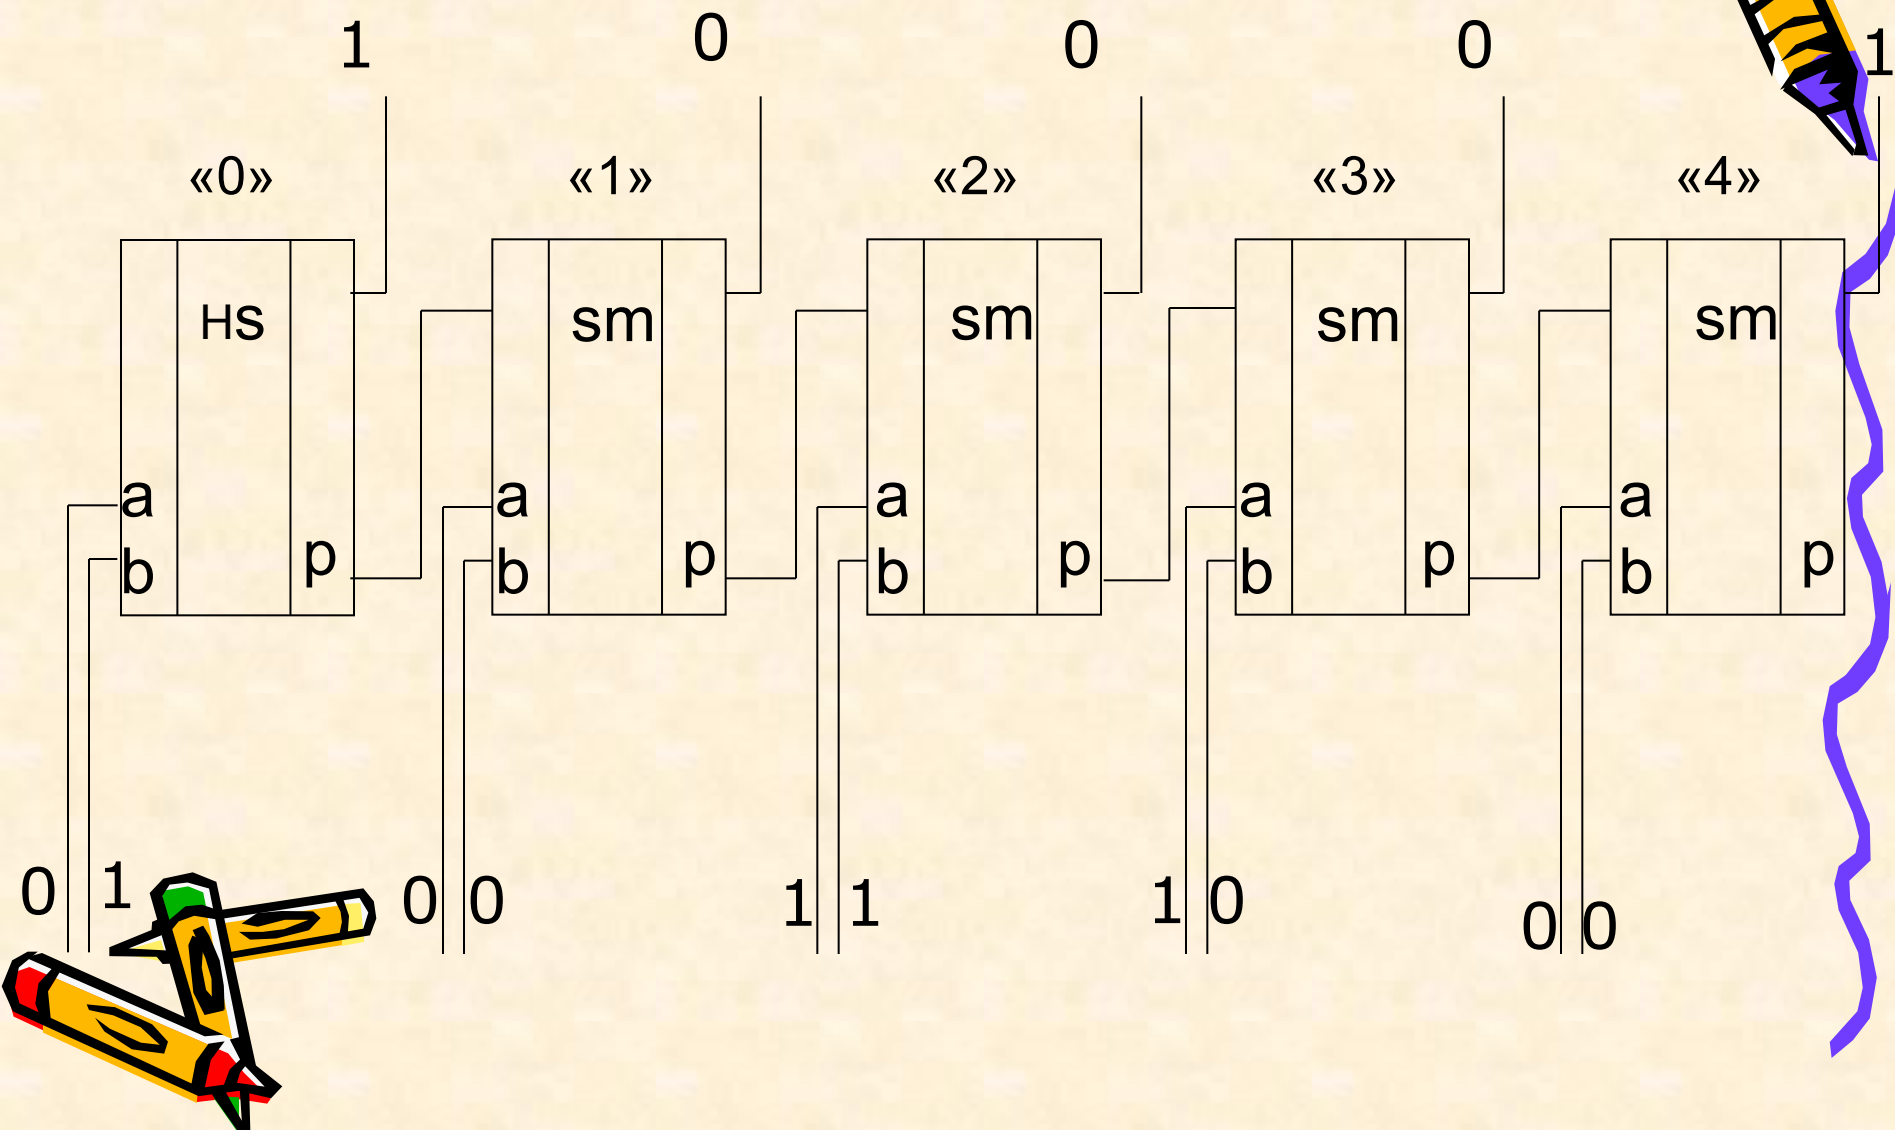 1 0 0 0 1
«0» «1» «2» «3» «4»
HS sm sm sm sm
a a a a a
b p b p b p b p b p
0 1 0 0 1 1 1 0 0 0